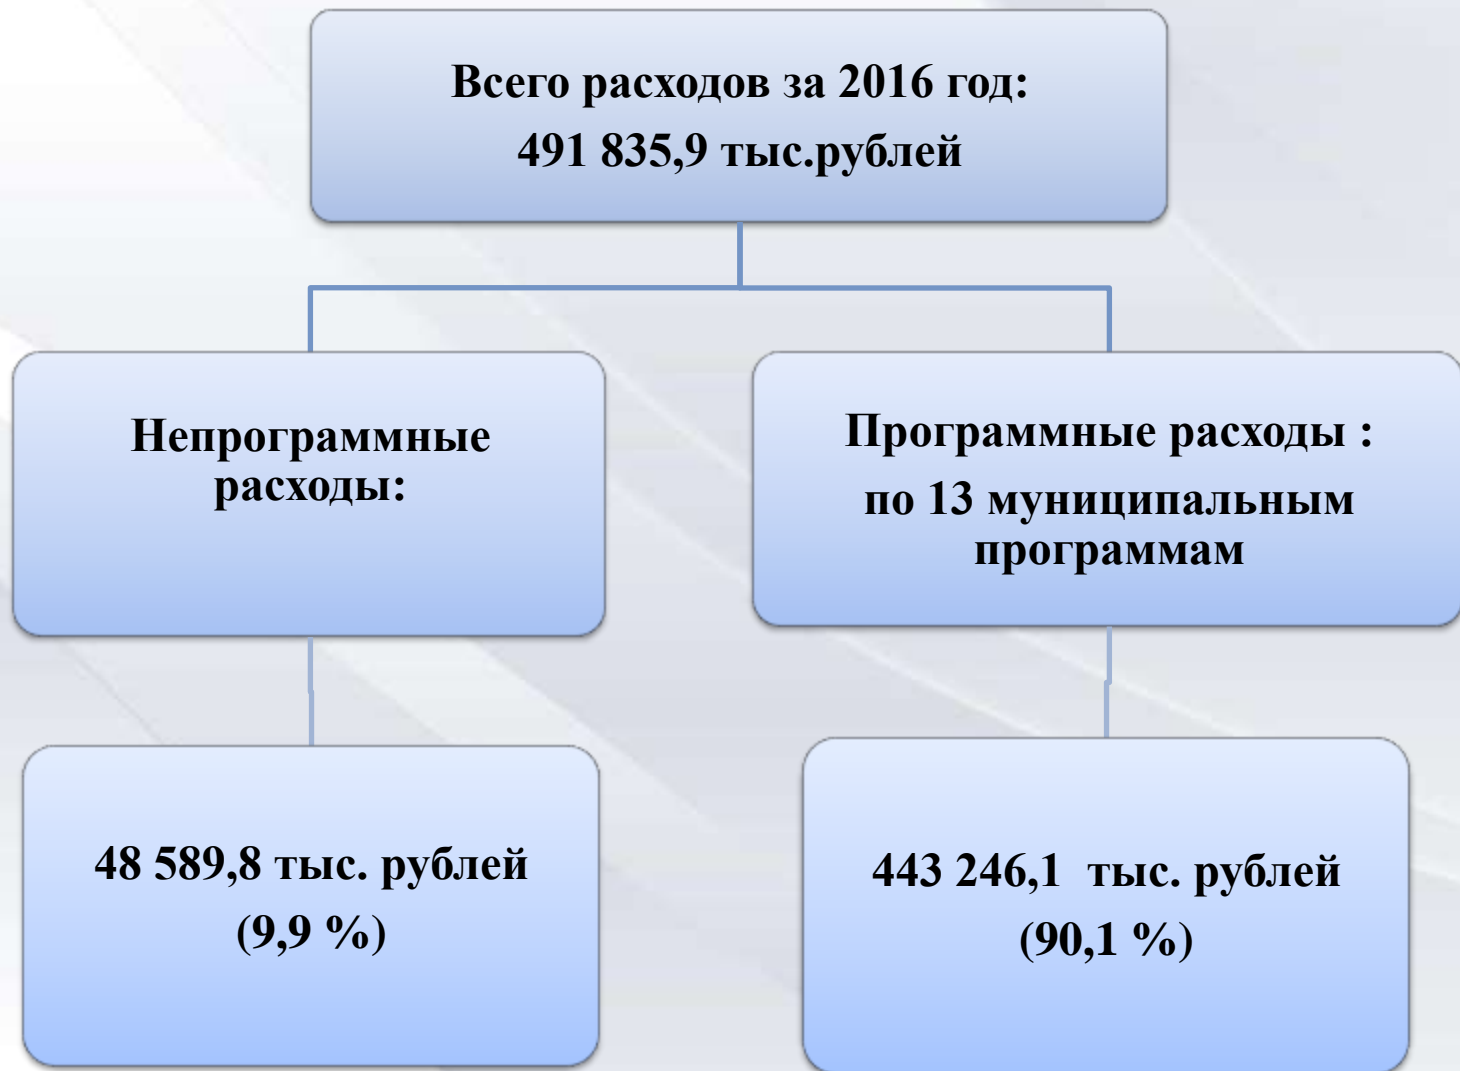 Всего расходов за 2016 год:
491 835,9 тыс.рублей
Непрограммные
расходы:
Программные расходы :
по 13 муниципальным
программам
48 589,8 тыс. рублей
(9,9 %)
443 246,1 тыс. рублей
(90,1 %)